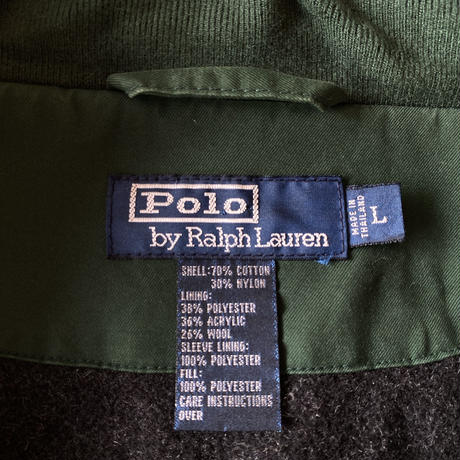 Polo
by Ralph Lauren
MADE IN
THAILAND
L
SHELL: 70% COTTON
30% NYLON
LINING:
38% POLYESTER
36% ACRYLIC
26% WOOL
SLEEVE LINING:
100% POLYESTER
FILL:
100% POLYESTER
CARE INSTRUCTIONS
OVER